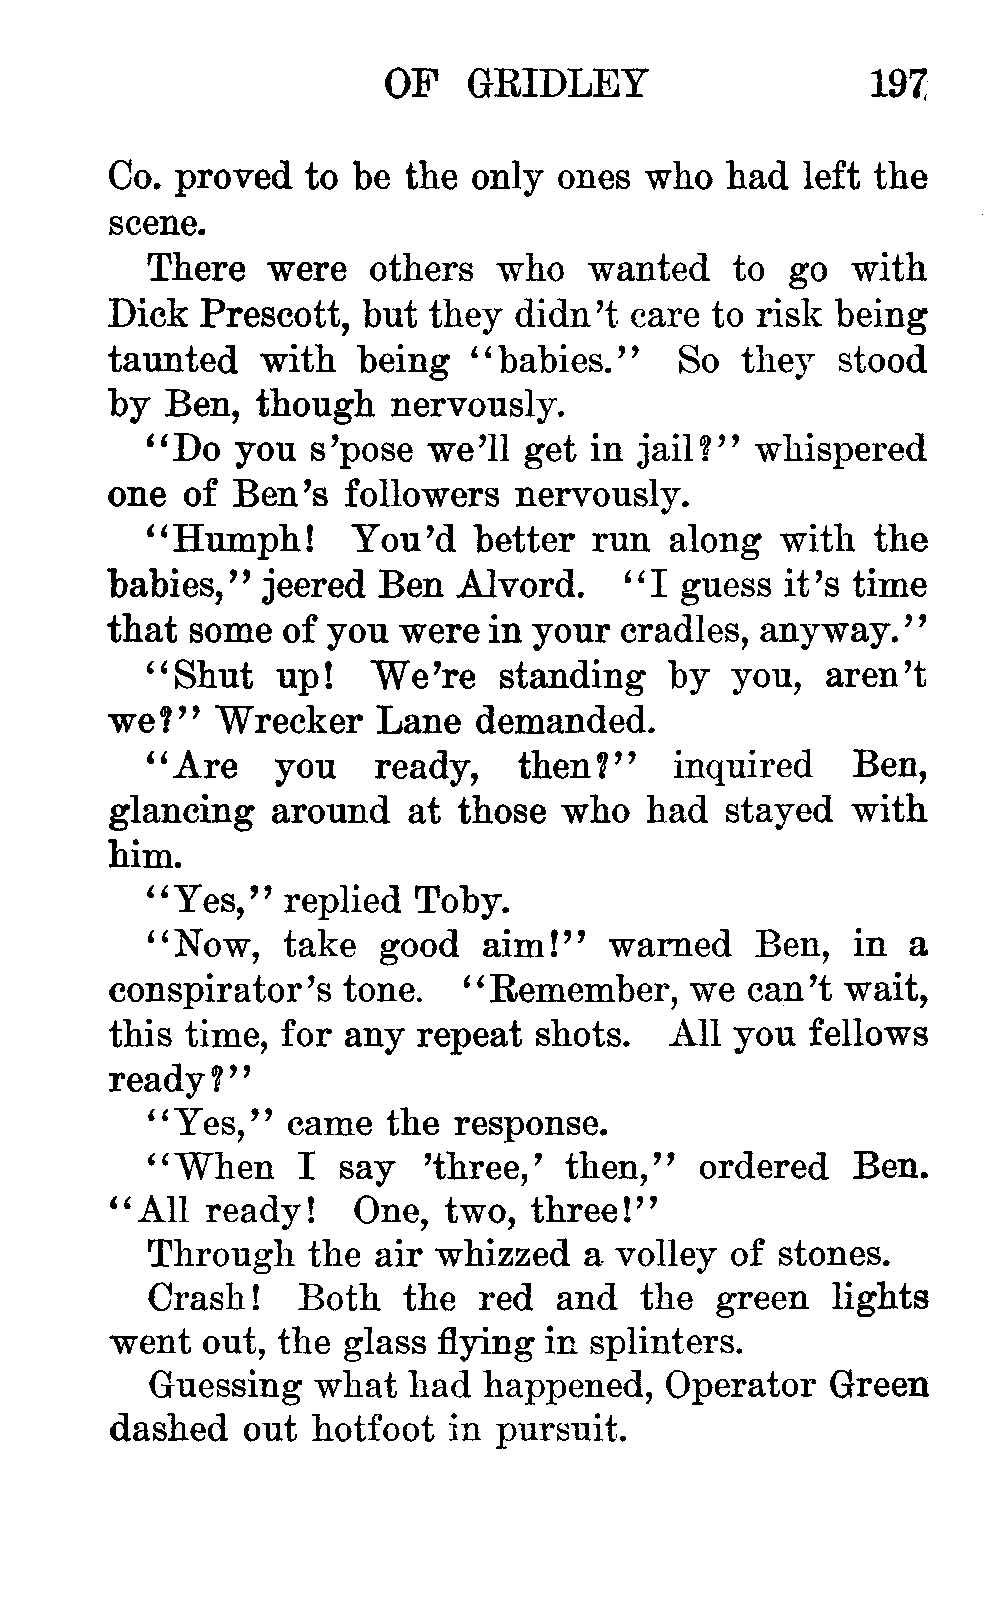 OF GRIDLEY 197
Co. proved to be the only ones who had left the
scene.
There were others who wanted to go with
Dick Prescott, but they didn't care to risk being
taunted with being "babies." So they stood
by Ben, though nervously.
"Do you s'pose we'll get in jail?" whispered
one of Ben's followers nervously.
"Humph! You'd better run along with the
babies," jeered Ben Alvord. "I guess it's time
that some of you were in your cradles, anyway."
"Shut up! We're standing by you, aren't
we?" Wrecker Lane demanded.
"Are you ready, then?" inquired Ben,
glancing around at those who had stayed with
him.
"Yes," replied Toby.
"Now, take good aim!" warned Ben, in a
conspirator's tone. "Remember, we can't wait,
this time, for any repeat shots. All you fellows
ready?"
"Yes," came the response.
"When I say 'three,' then," ordered Ben.
"All ready! One, two, three!"
Through the air whizzed a volley of stones.
Crash! Both the red and the green lights
went out, the glass flying in splinters.
Guessing what had happened, Operator Green
dashed out hotfoot in pursuit.